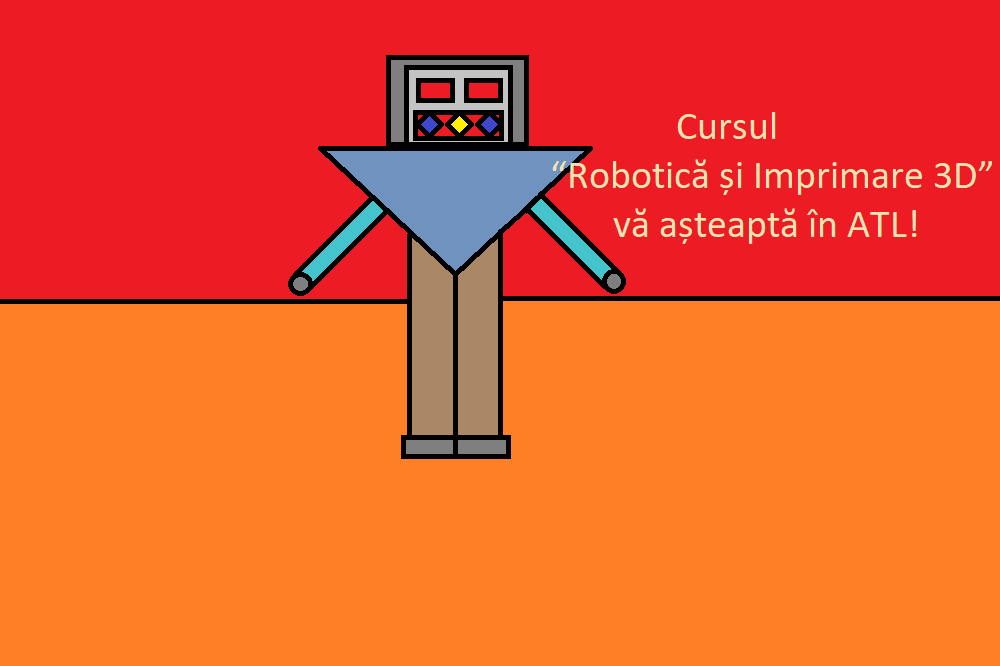 Cursul
“Robotică și Imprimare 3D”
vă așteaptă în ATL!